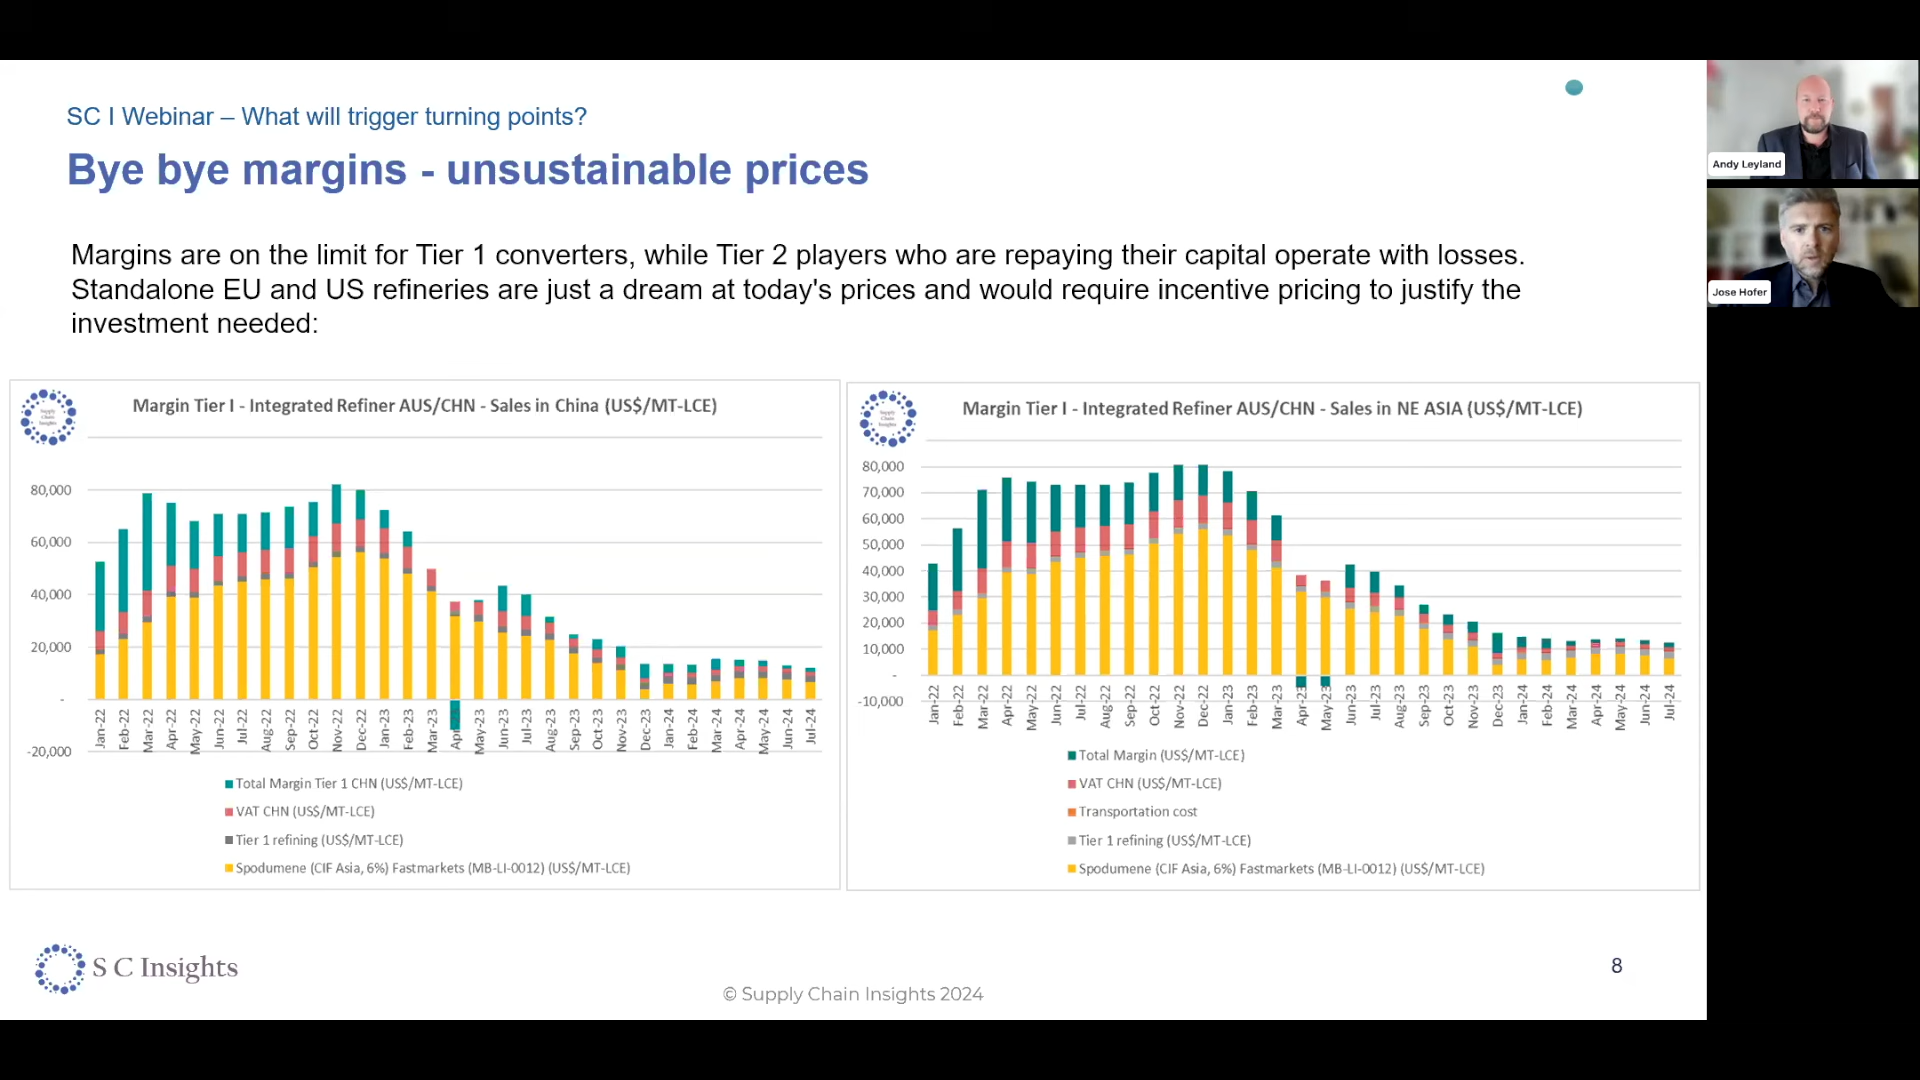 SC I Webinar – What will trigger turning points?
Bye bye margins - unsustainable prices
Margins are on the limit for Tier 1 converters, while Tier 2 players who are repaying their capital operate with losses.
Standalone EU and US refineries are just a dream at today's prices and would require incentive pricing to justify the
investment needed:
Supply
Chain
Insights
Margin Tier I - Integrated Refiner AUS/CHN - Sales in China (US$/MT-LCE)
80,000
60,000
40,000
20,000
-
-20,000
Jan-22 Feb-22 Mar-22 Apr-22 May-22 Jun-22 Jul-22 Aug-22 Sep-22 Oct-22 Nov-22 Dec-22 Jan-23 Feb-23 Mar-23 Apr-23 May-23 Jun-23 Jul-23 Aug-23 Sep-23 Oct-23 Nov-23 Dec-23 Jan-24 Feb-24 Mar-24 Apr-24 May-24 Jun-24 Jul-24
Total Margin Tier 1 CHN (US$/MT-LCE)
VAT CHN (US$/MT-LCE)
Tier 1 refining (US$/MT-LCE)
Spodumene (CIF Asia, 6%) Fastmarkets (MB-LI-0012) (US$/MT-LCE)
Supply
Chain
Insights
Margin Tier I - Integrated Refiner AUS/CHN - Sales in NE ASIA (US$/MT-LCE)
80,000
70,000
60,000
50,000
40,000
30,000
20,000
10,000
-
-10,000
Jan-22 Feb-22 Mar-22 Apr-22 May-22 Jun-22 Jul-22 Aug-22 Sep-22 Oct-22 Nov-22 Dec-22 Jan-23 Feb-23 Mar-23 Apr-23 May-23 Jun-23 Jul-23 Aug-23 Sep-23 Oct-23 Nov-23 Dec-23 Jan-24 Feb-24 Mar-24 Apr-24 May-24 Jun-24 Jul-24
Total Margin (US$/MT-LCE)
VAT CHN (US$/MT-LCE)
Transportation cost
Tier 1 refining (US$/MT-LCE)
Spodumene (CIF Asia, 6%) Fastmarkets (MB-LI-0012) (US$/MT-LCE)
S C Insights
8
© Supply Chain Insights 2024
Andy Leyland
Jose Hofer